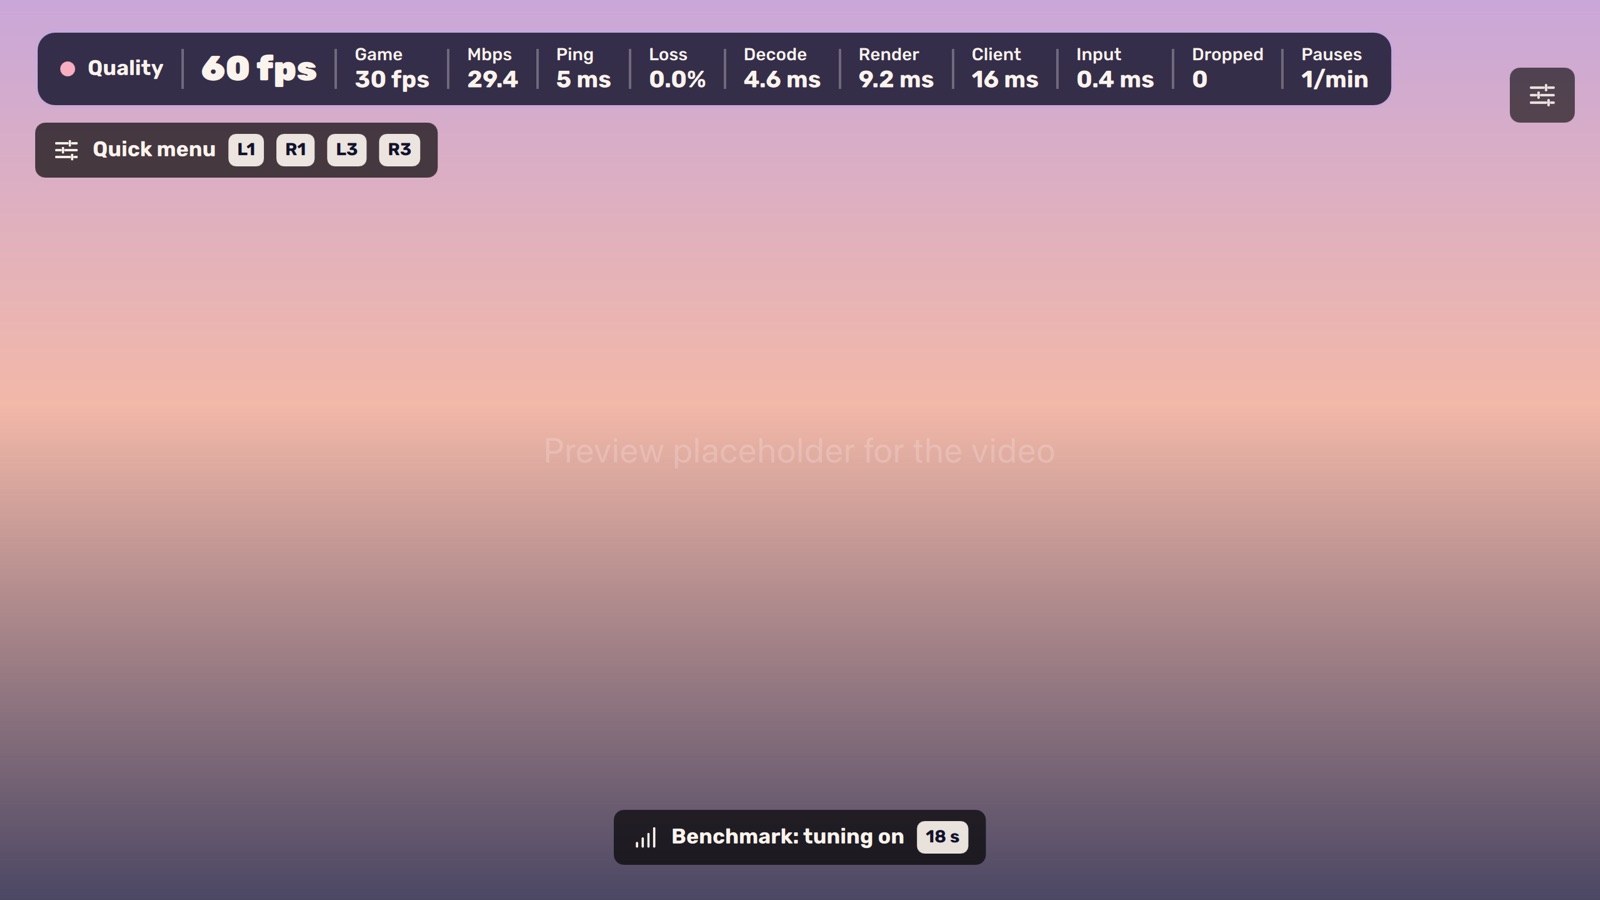 Quality
60 fps
Game
30 fps
Mbps
29.4
Ping
5 ms
Loss
0.0%
Decode
4.6 ms
Render
9.2 ms
Client
16 ms
Input
0.4 ms
Dropped
0
Pauses
1/min
Quick menu L1 R1 L3 R3
Preview placeholder for the video
Benchmark: tuning on 18 s